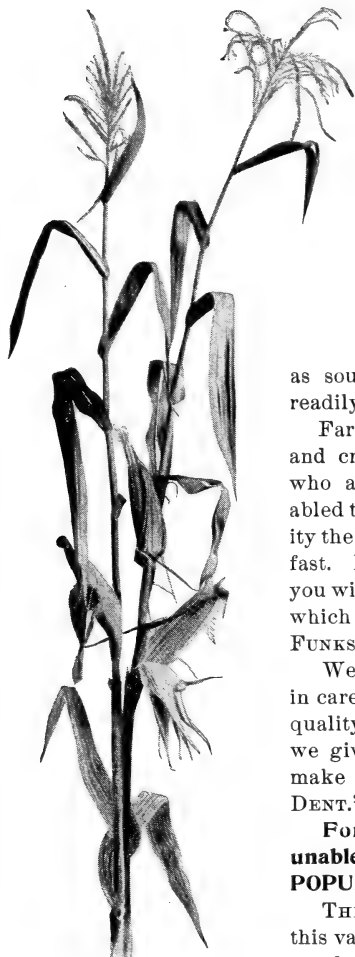 as sou
readily
Far
and cr
who a
abled t
ity the
fast.
you wi
which
FUNKS
We
in care
quality
we giv
make
DENT."
FOR
unable
POPU
THI
this va